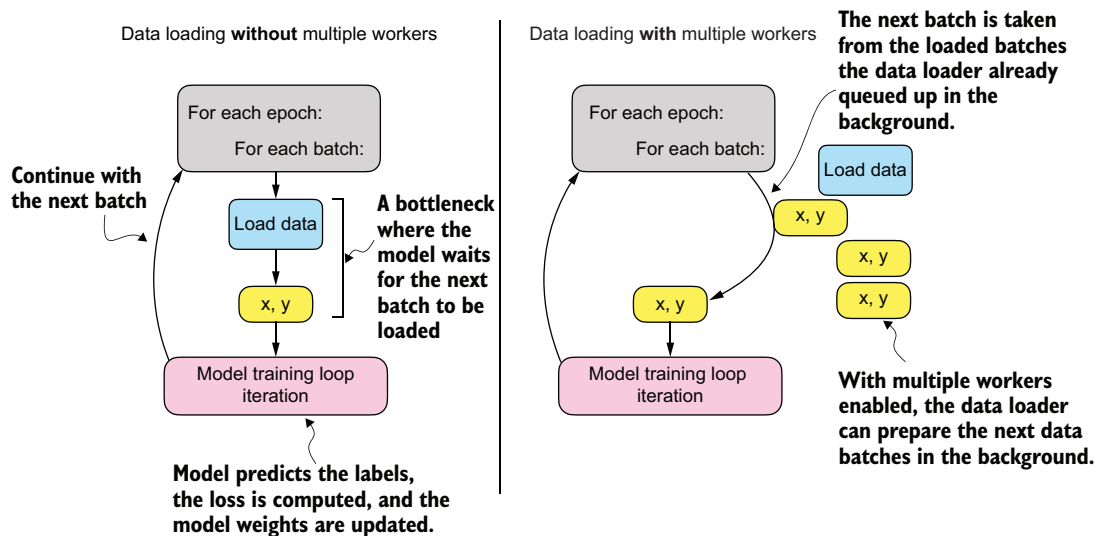 Data loading without multiple workers
For each epoch:
For each batch:
Continue with
the next batch
Load data
A bottleneck
where the
model waits
for the next
batch to be
loaded
x, y
Model training loop
iteration
Model predicts the labels,
the loss is computed, and the
model weights are updated.
Data loading with multiple workers
The next batch is taken
from the loaded batches
the data loader already
queued up in the
background.
For each epoch:
For each batch:
Load data
x, y
x, y
x, y
x, y
Model training loop
iteration
With multiple workers
enabled, the data loader
can prepare the next data
batches in the background.